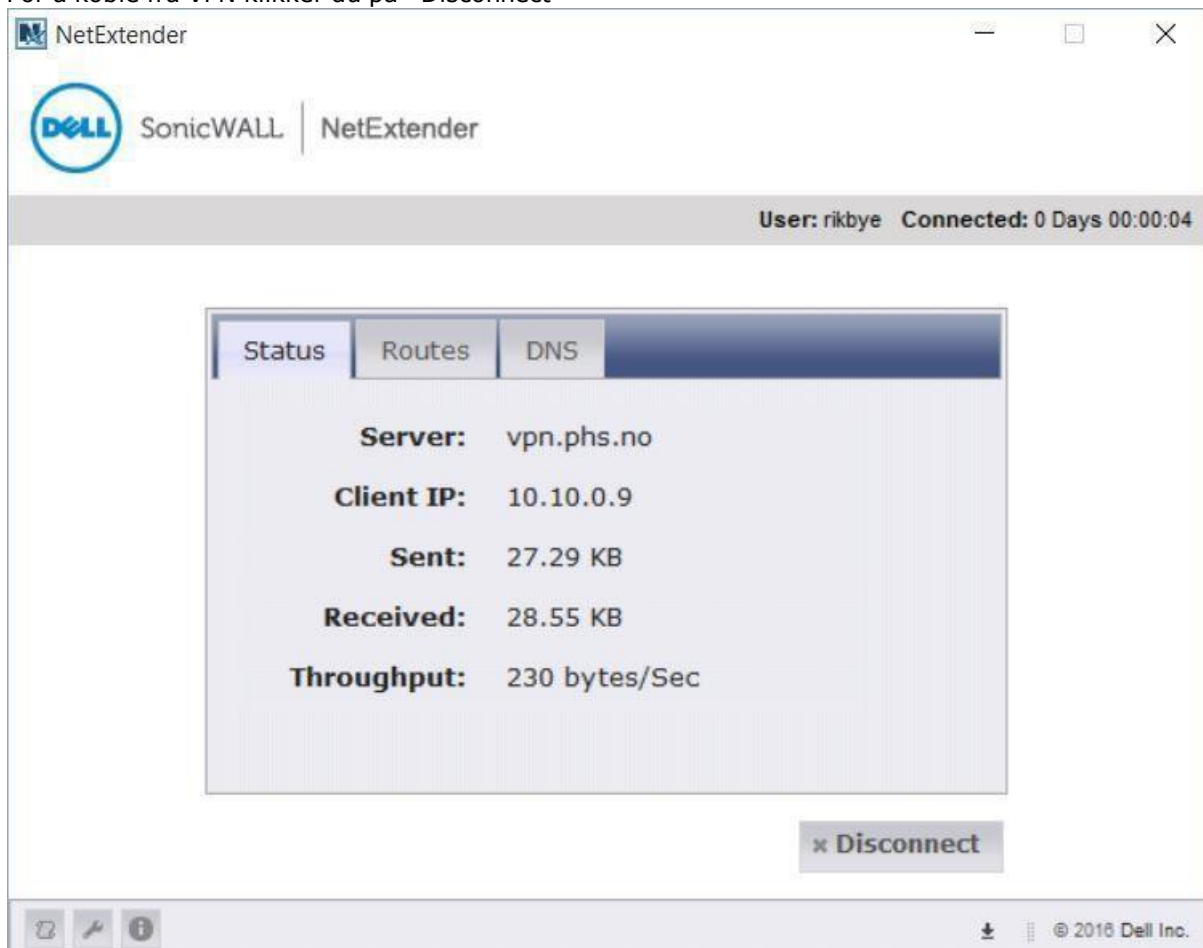 For å koble fra VPN klikker du på "Disconnect"
NetExtender
DELL SonicWALL NetExtender
User: rikbye Connected: 0 Days 00:00:04
Status Routes DNS
Server: vpn.phs.no
Client IP: 10.10.0.9
Sent: 27.29 KB
Received: 28.55 KB
Throughput: 230 bytes/Sec
× Disconnect
© 2016 Dell Inc.